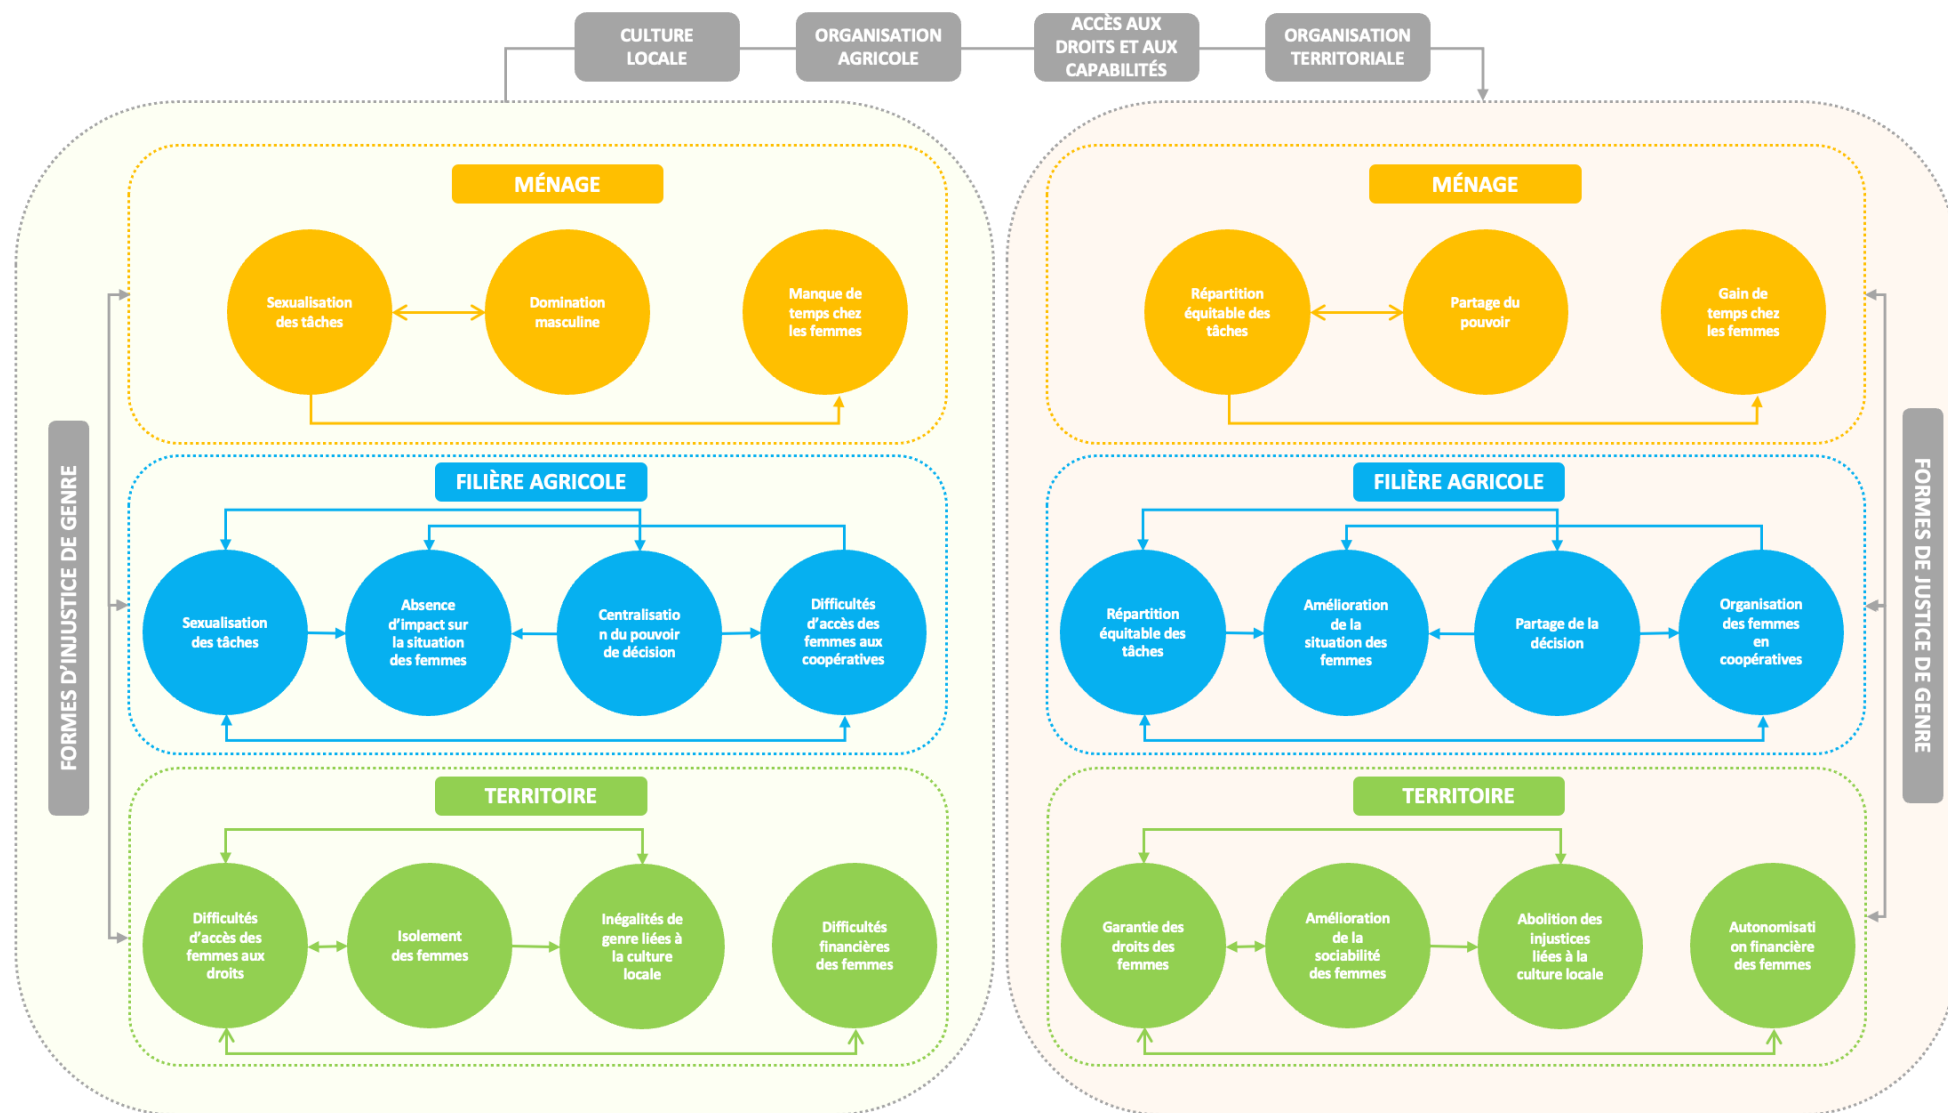 CULTURE
LOCALE
ORGANISATION
AGRICOLE
ACCÈS AUX
DROITS ET AUX
CAPABILITÉS
ORGANISATION
TERRITORIALE
FORMES D'INJUSTICE DE GENRE
MÉNAGE
Sexualisation
des tâches
Domination
masculine
Manque de
temps chez
les femmes
FILIÈRE AGRICOLE
Sexualisation
des tâches
Absence
d'impact sur
la situation
des femmes
Centralisatio
n du pouvoir
de décision
Difficultés
d'accès des
femmes aux
coopératives
TERRITOIRE
Difficultés
d'accès des
femmes aux
droits
Isolement
des femmes
Inégalités de
genre liées à
la culture
locale
Difficultés
financières
des femmes
MÉNAGE
Répartition
équitable des
tâches
Partage du
pouvoir
Gain de
temps chez
les femmes
FILIÈRE AGRICOLE
Répartition
équitable des
tâches
Amélioration
de la
situation des
femmes
Partage de la
décision
Organisation
des femmes
en
coopératives
TERRITOIRE
Garantie des
droits des
femmes
Amélioration
de la
sociabilité
des femmes
Abolition des
injustices
liées à la
culture locale
Autonomisati
on financière
des femmes
FORMES DE JUSTICE DE GENRE